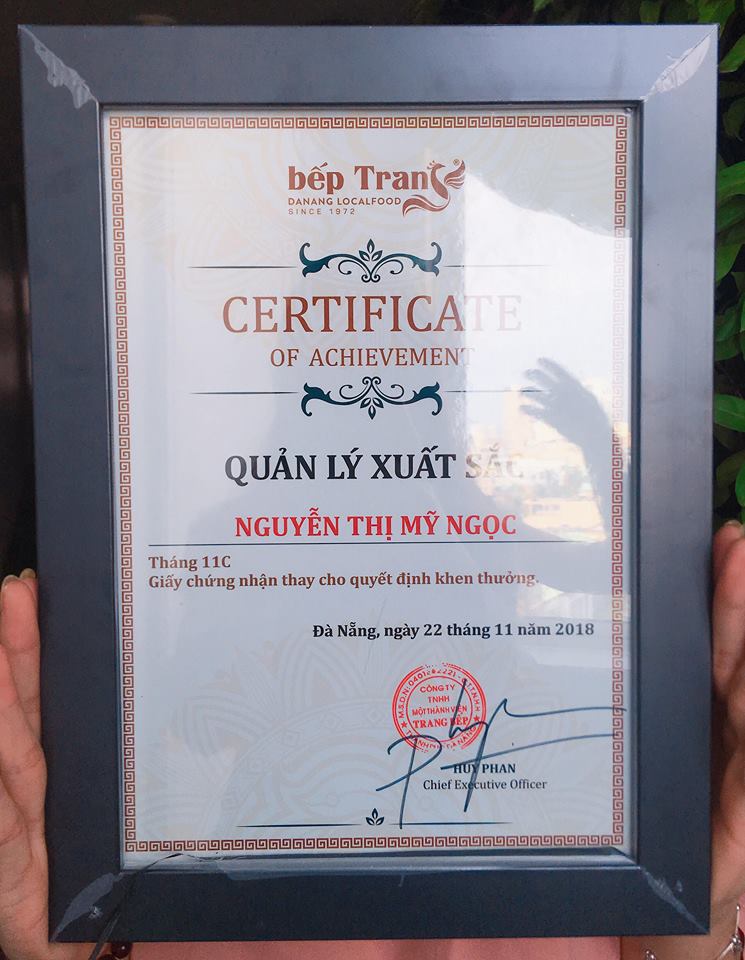 bếp Trang®
DANANG LOCALFOOD
SINCE 1972
CERTIFICATE
OF ACHIEVEMENT
QUẢN LÝ XUẤT SẮC
NGUYỄN THỊ MỸ NGỌC
Tháng 11C
Giấy chứng nhận thay cho quyết định khen thưởng.
Đà Nẵng, ngày 22 tháng 11 năm 2018
CÔNG TY
TNHH
MỘT THÀNH VIÊN
TRANG BẾP
HUY PHAN
Chief Executive Officer